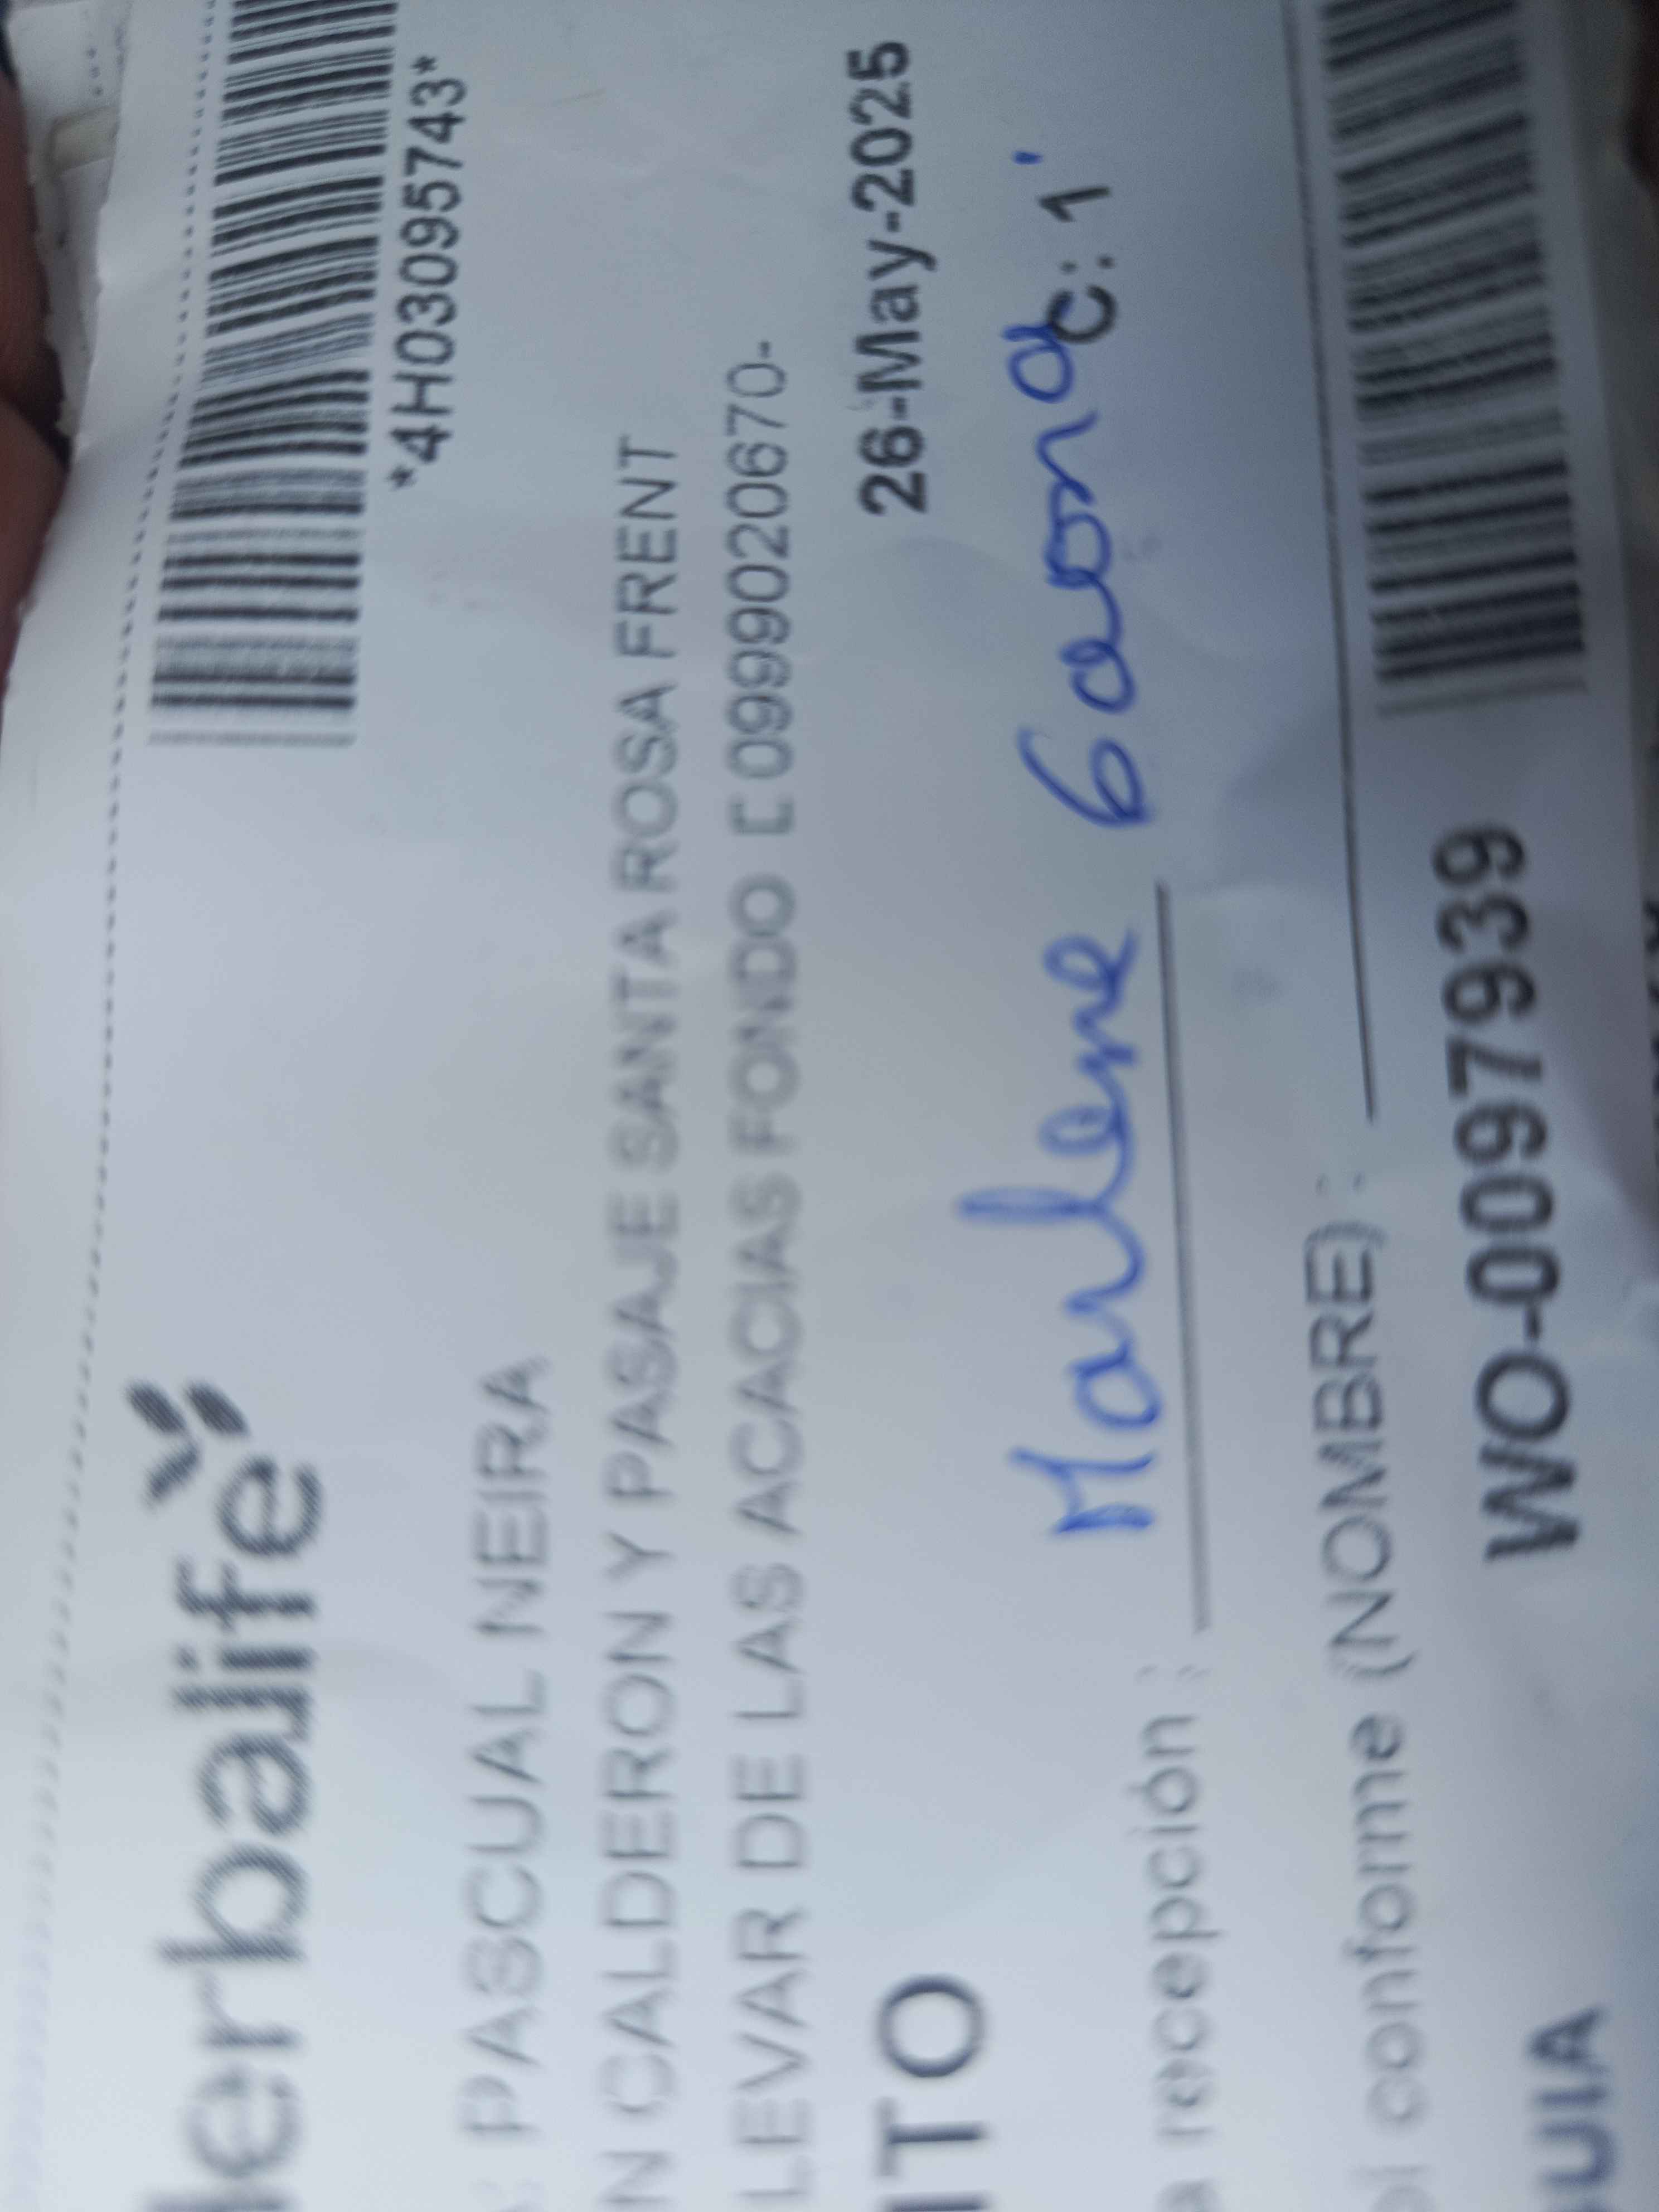 erbalife
*4H03095743*
: PASCUAL NEIRA
N CALDERON Y PASAJE SANTA ROSA FRENT
LEVAR DE LAS ACACIAS FONDO [ 0999020670-
ITO 26-May-2025
a recepción : Marlene Gaona C: 1
conforme (NOMBRE) :
UIA WO-0097939